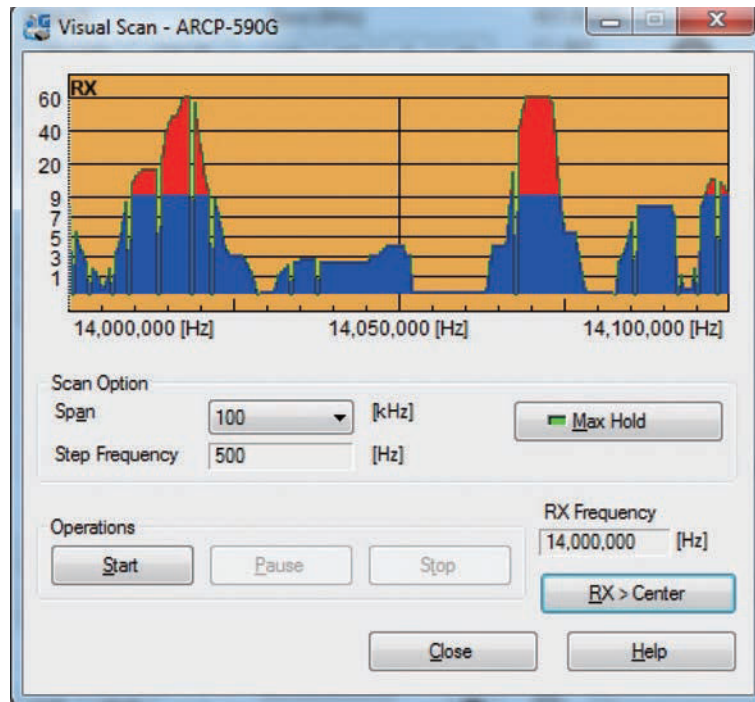 Visual Scan - ARCP-590G
RX
60
40
20
9
7
5
3
1
14,000,000 [Hz]
14,050,000 [Hz]
14,100,000 [Hz]
Scan Option
Span
100
[kHz]
Max Hold
Step Frequency
500
[Hz]
Operations
Start
Pause
Stop
RX Frequency
14,000,000
[Hz]
RX > Center
Close
Help